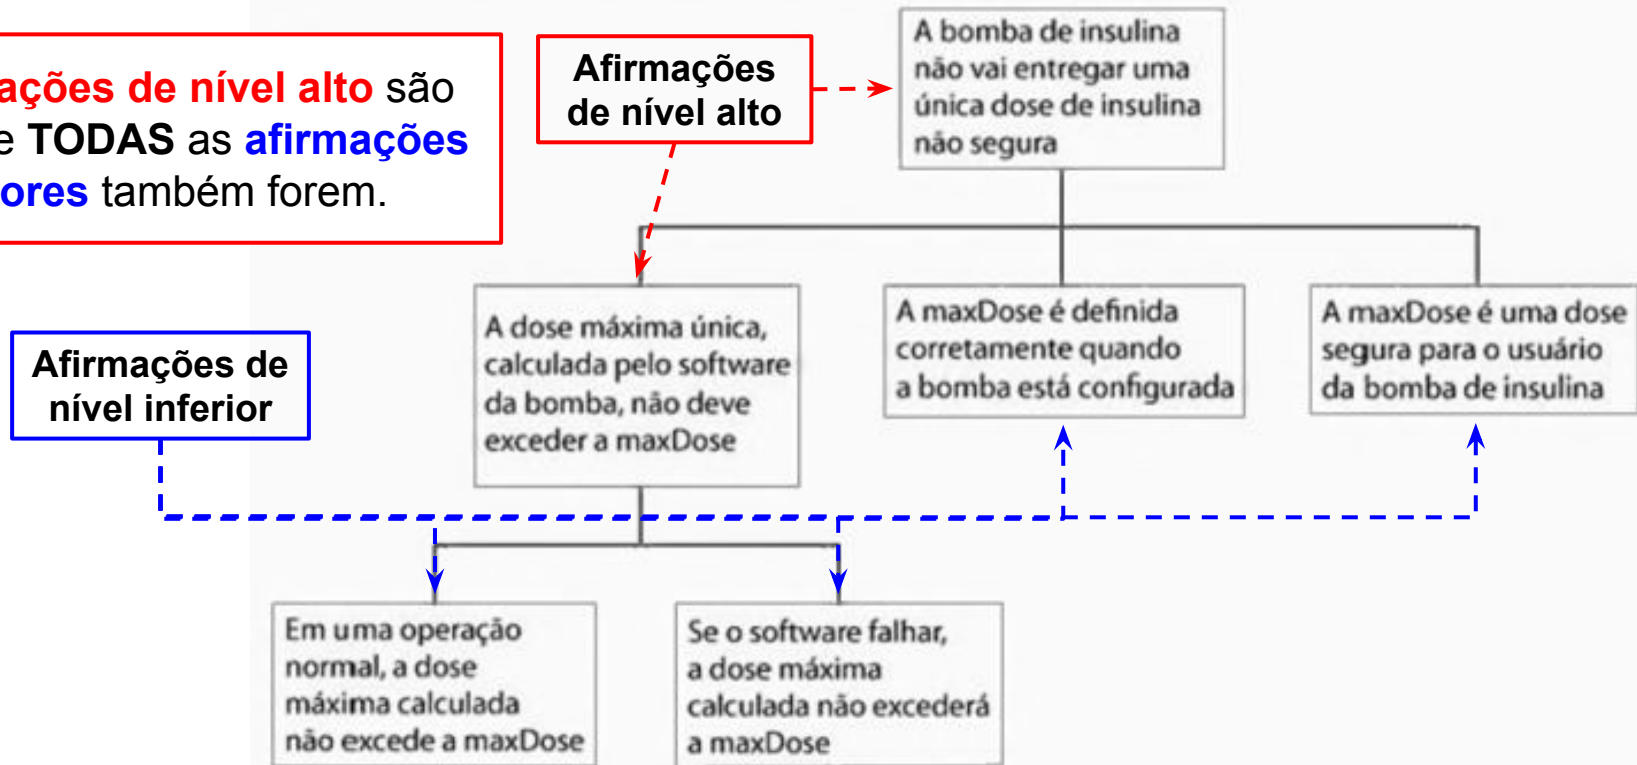 ações de nível alto são
e TODAS as afirmações
ores também forem.
Afirmações
de nível alto
A bomba de insulina
não vai entregar uma
única dose de insulina
não segura
Afirmações de
nível inferior
A dose máxima única,
calculada pelo software
da bomba, não deve
exceder a maxDose
A maxDose é definida
corretamente quando
a bomba está configurada
A maxDose é uma dose
segura para o usuário
da bomba de insulina
Em uma operação
normal, a dose
máxima calculada
não excede a maxDose
Se o software falhar,
a dose máxima
calculada não excederá
a maxDose